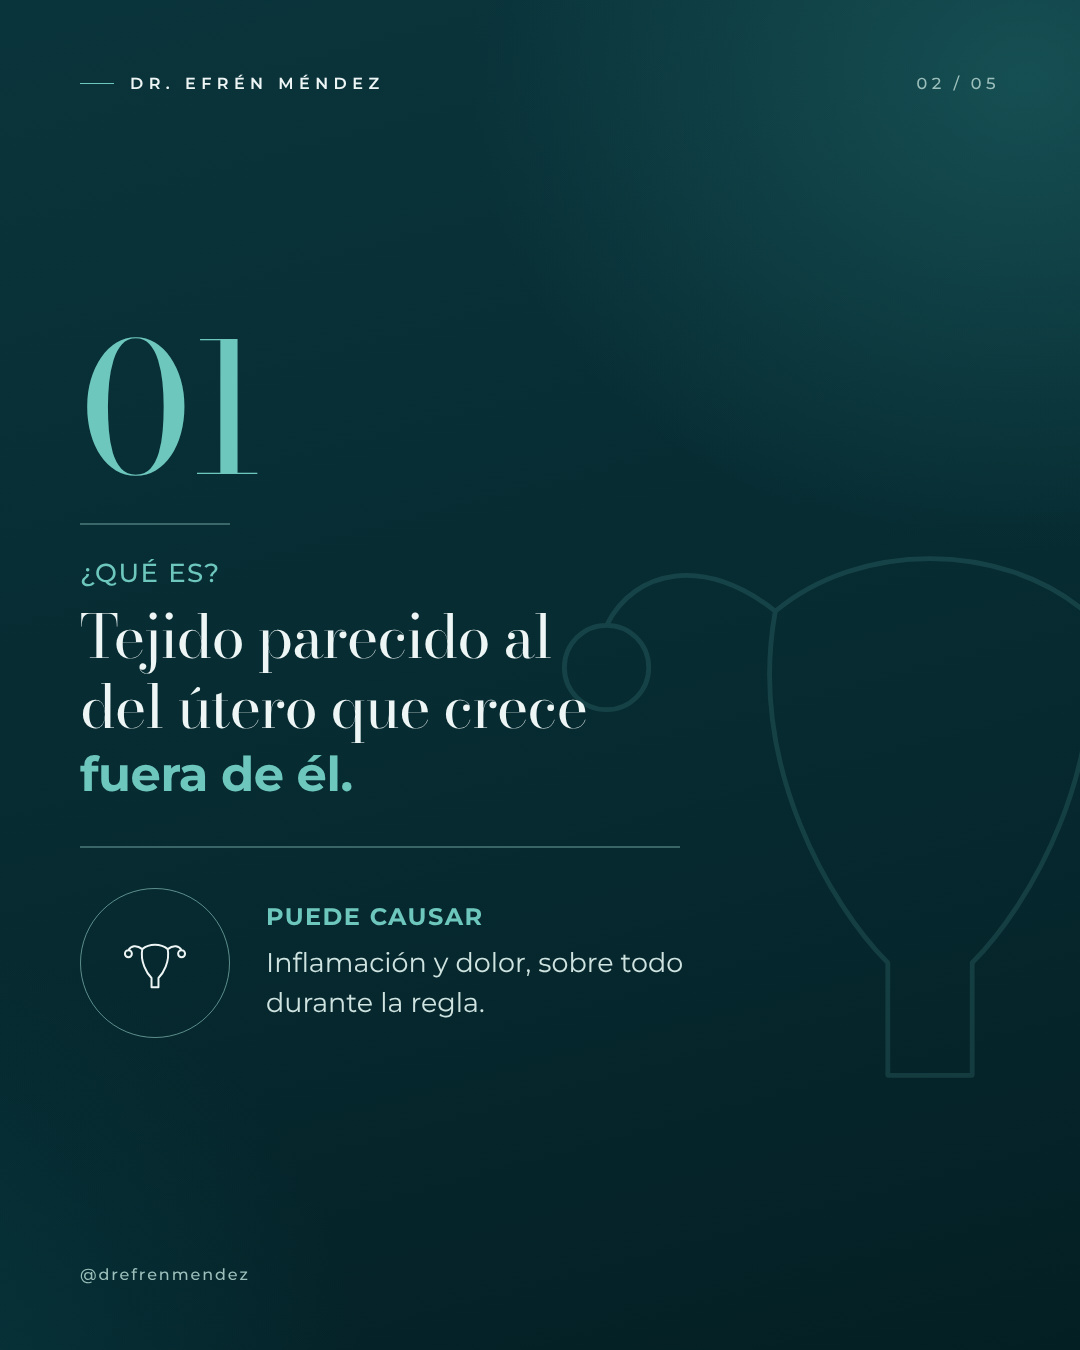 DR. EFRÉN MÉNDEZ
02 / 05
01
¿QUÉ ES?
Tejido parecido al
del útero que crece
fuera de él.
PUEDE CAUSAR
Inflamación y dolor, sobre todo
durante la regla.
@drefrenmendez